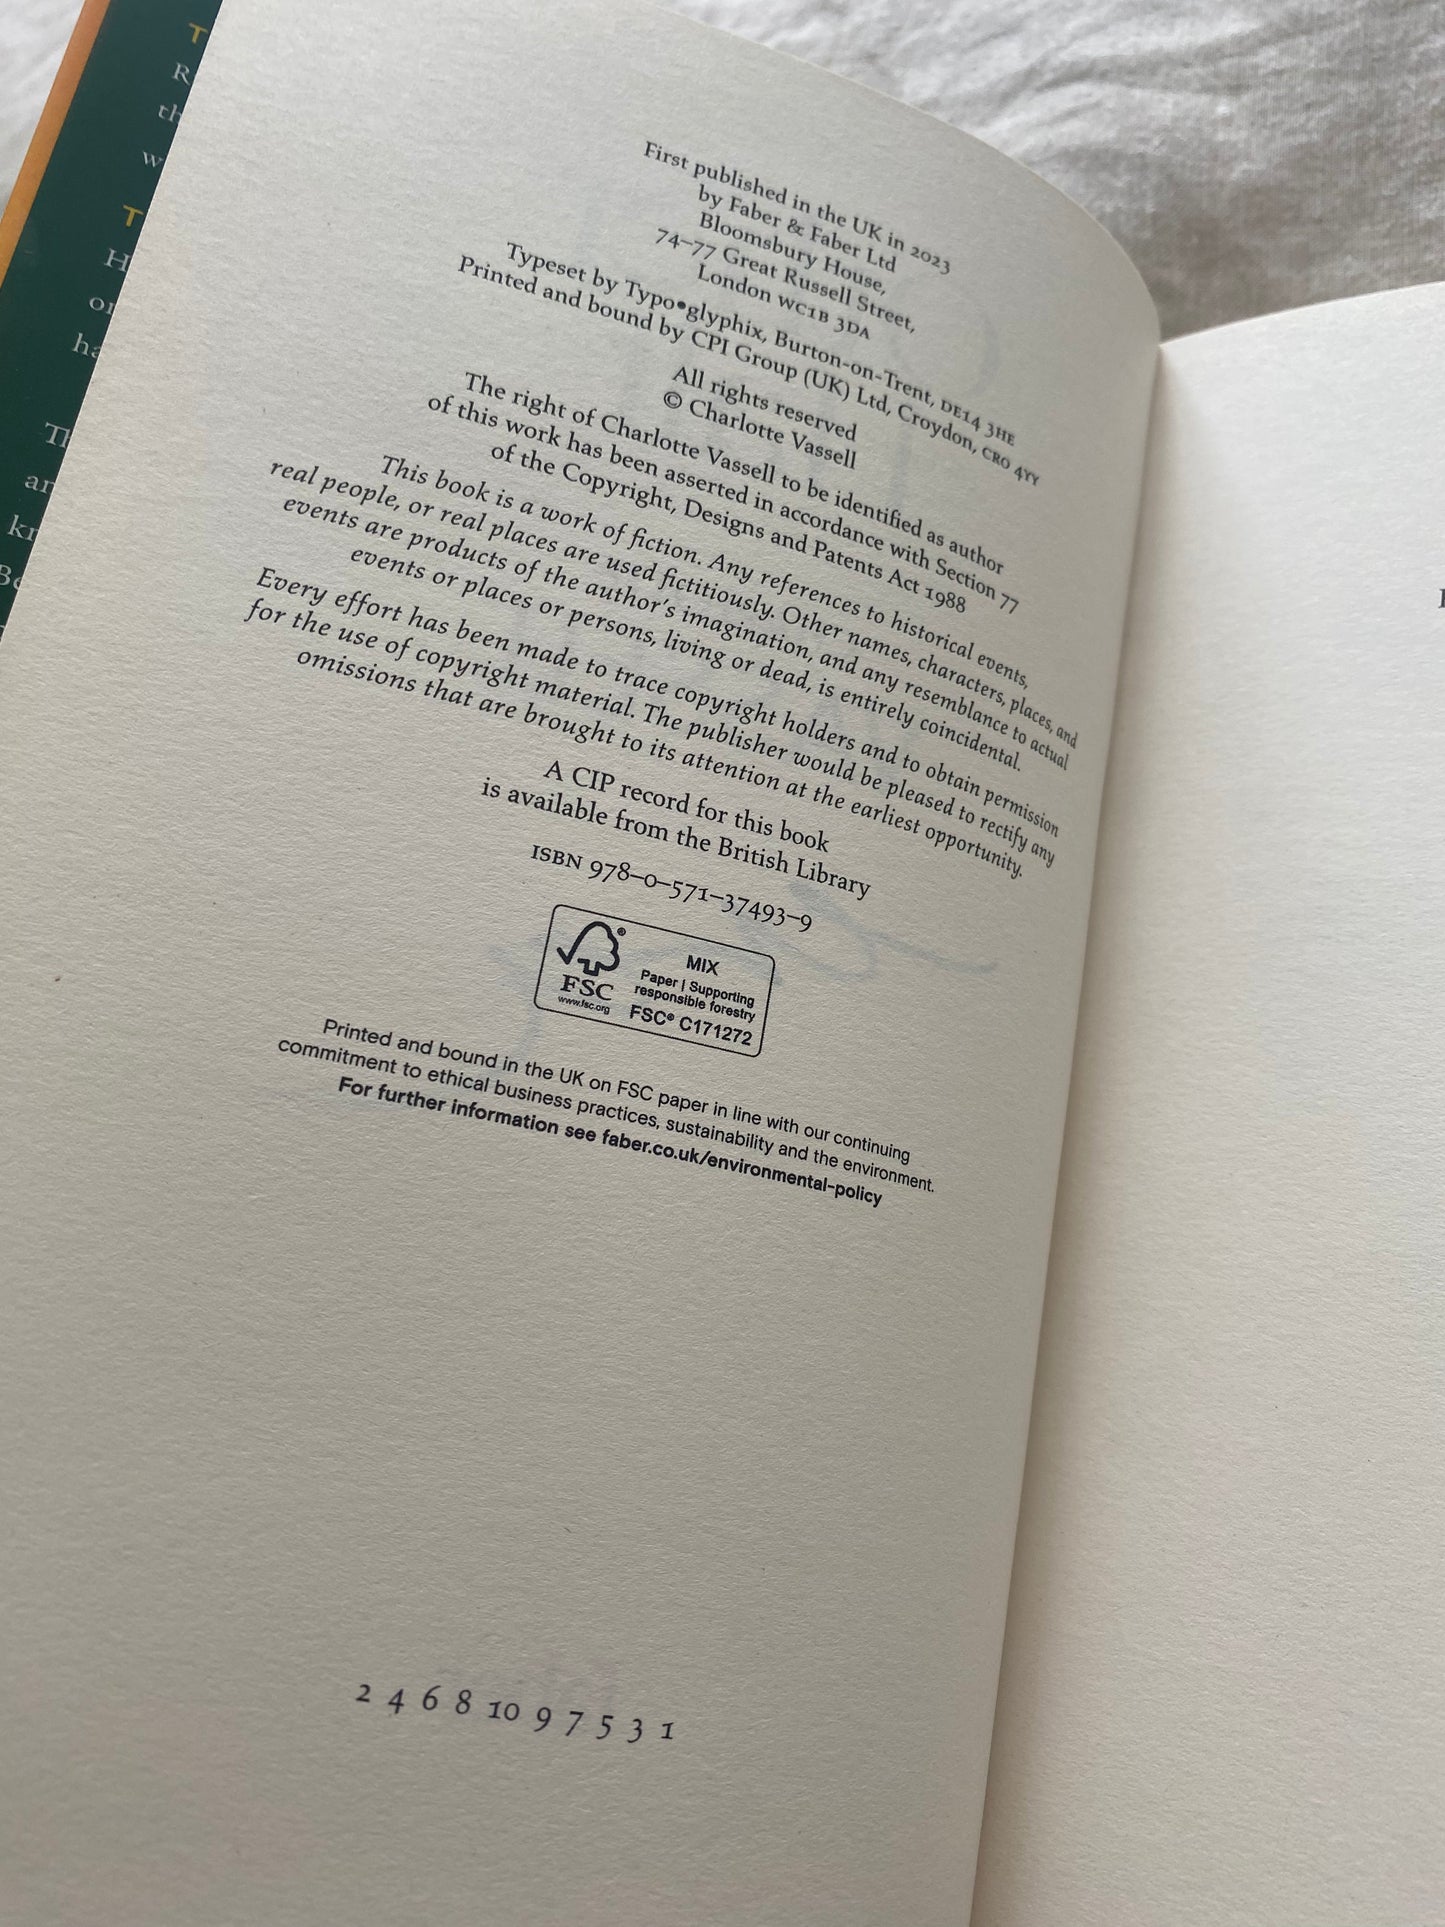 T
R
th
w
T
H
or
ha
Th
an
kn
Be
First published in the UK in 2023
by Faber & Faber Ltd
Bloomsbury House,
74–77 Great Russell Street,
London WC1B 3DA
Typeset by Typo•glyphix, Burton-on-Trent, DE14 3HE
Printed and bound by CPI Group (UK) Ltd, Croydon, CR0 4YY
All rights reserved
© Charlotte Vassell
The right of Charlotte Vassell to be identified as author
of this work has been asserted in accordance with Section 77
of the Copyright, Designs and Patents Act 1988
This book is a work of fiction. Any references to historical events,
real people, or real places are used fictitiously. Other names, characters, places, and
events are products of the author's imagination, and any resemblance to actual
events or places or persons, living or dead, is entirely coincidental.
Every effort has been made to trace copyright holders and to obtain permission
for the use of copyright material. The publisher would be pleased to rectify any
omissions that are brought to its attention at the earliest opportunity.
A CIP record for this book
is available from the British Library
ISBN 978–0–571–37493–9
FSC
www.fsc.org
MIX
Paper | Supporting
responsible forestry
FSC® C171272
Printed and bound in the UK on FSC paper in line with our continuing
commitment to ethical business practices, sustainability and the environment.
For further information see faber.co.uk/environmental-policy
2 4 6 8 10 9 7 5 3 1